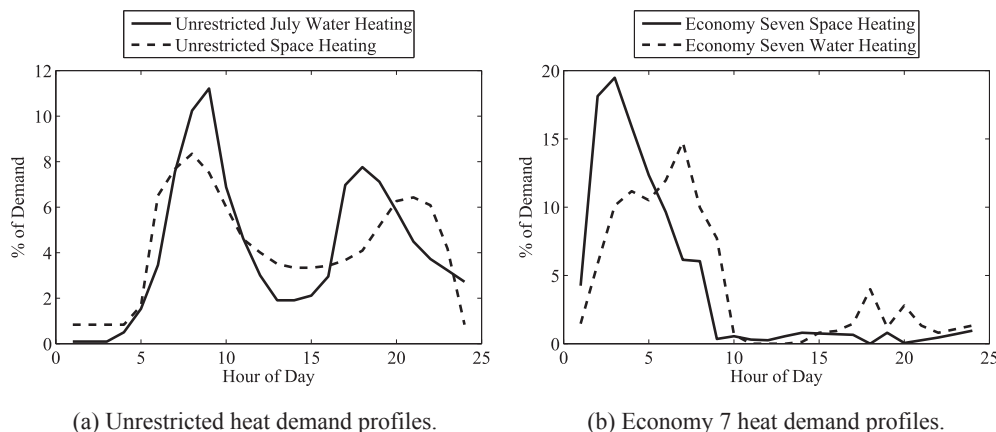 Unrestricted July Water Heating
Unrestricted Space Heating
12
10
8
6
4
2
0
% of Demand
0 5 10 15 20 25
Hour of Day
(a) Unrestricted heat demand profiles.
Economy Seven Space Heating
Economy Seven Water Heating
20
15
10
5
0
% of Demand
0 5 10 15 20 25
Hour of Day
(b) Economy 7 heat demand profiles.